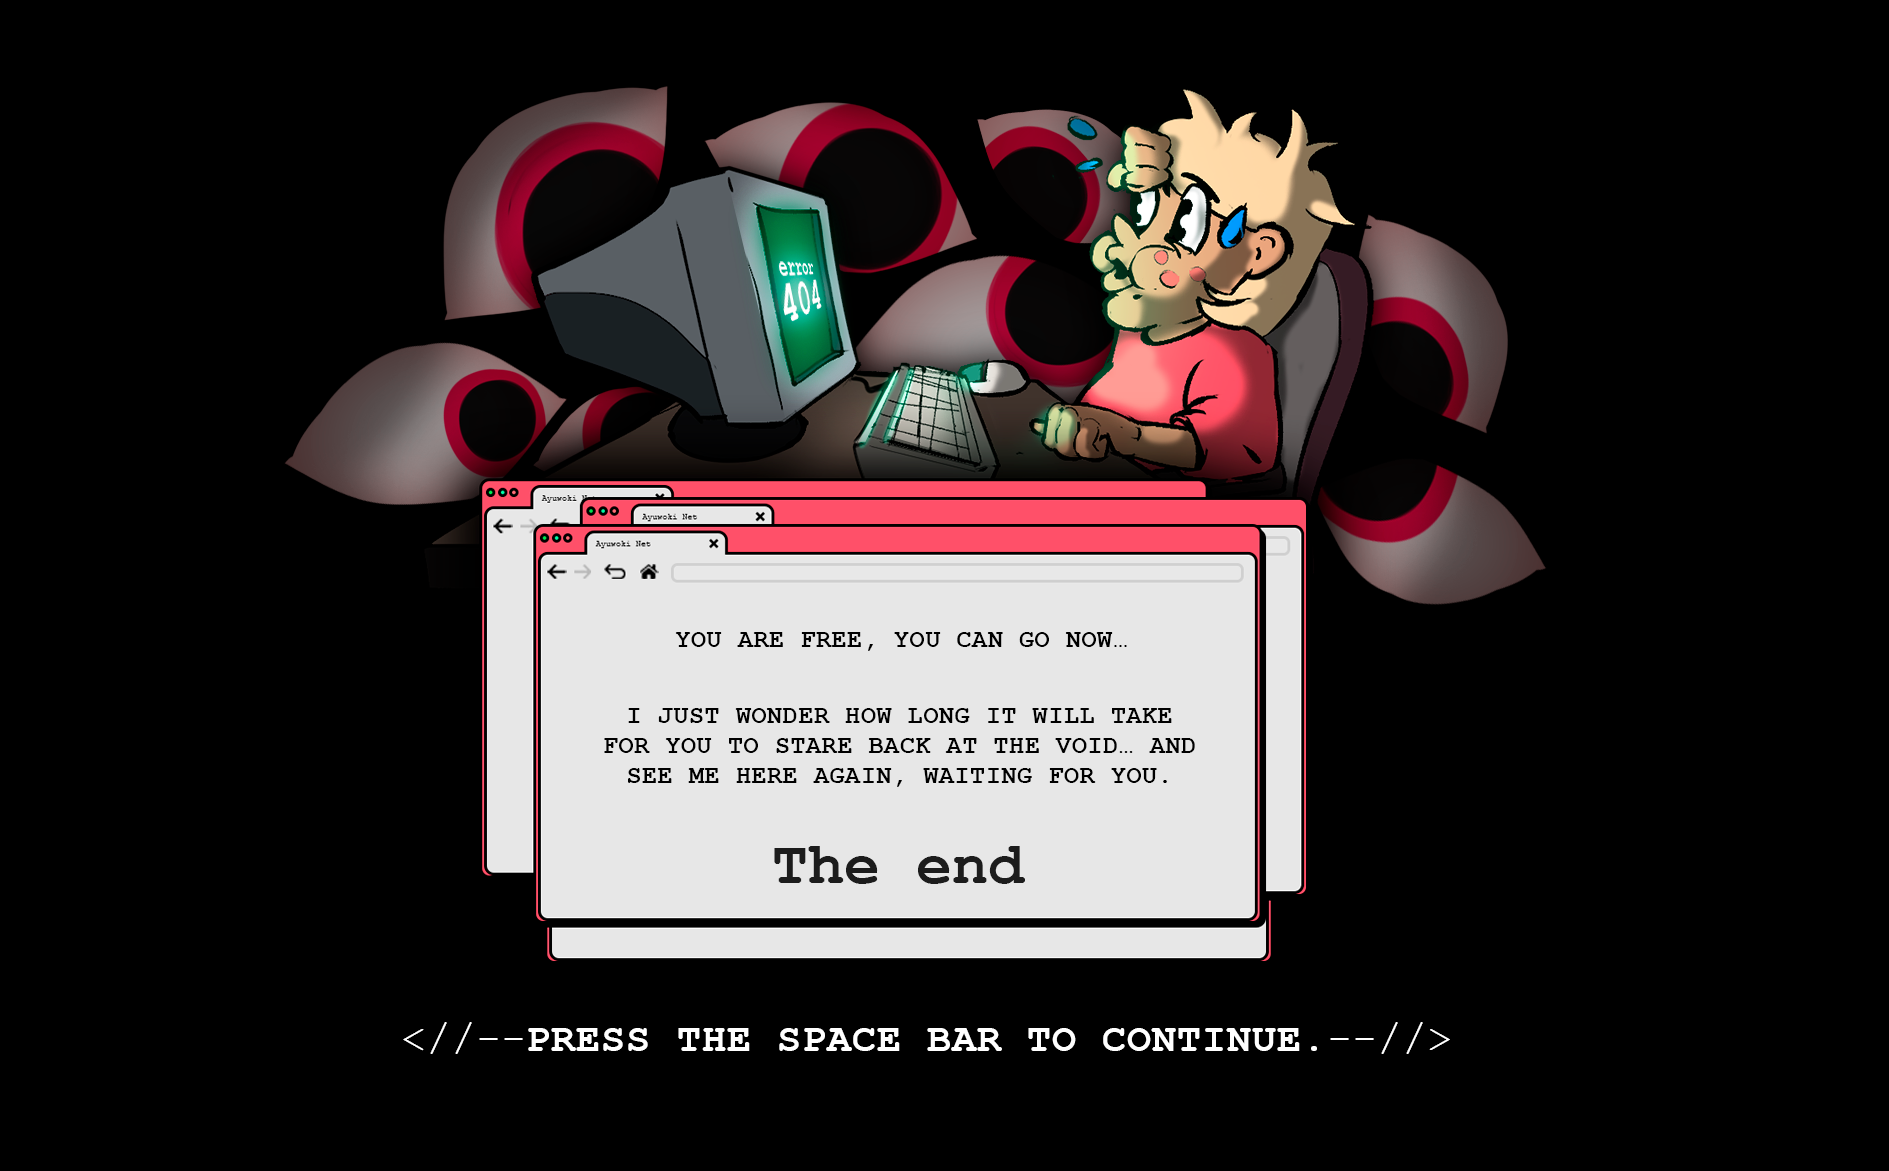 error
404
Ayuwoki Net
Ayuwoki Net
Ayuwoki Net
YOU ARE FREE, YOU CAN GO NOW…
I JUST WONDER HOW LONG IT WILL TAKE
FOR YOU TO STARE BACK AT THE VOID… AND
SEE ME HERE AGAIN, WAITING FOR YOU.
The end
<//--PRESS THE SPACE BAR TO CONTINUE.--//>